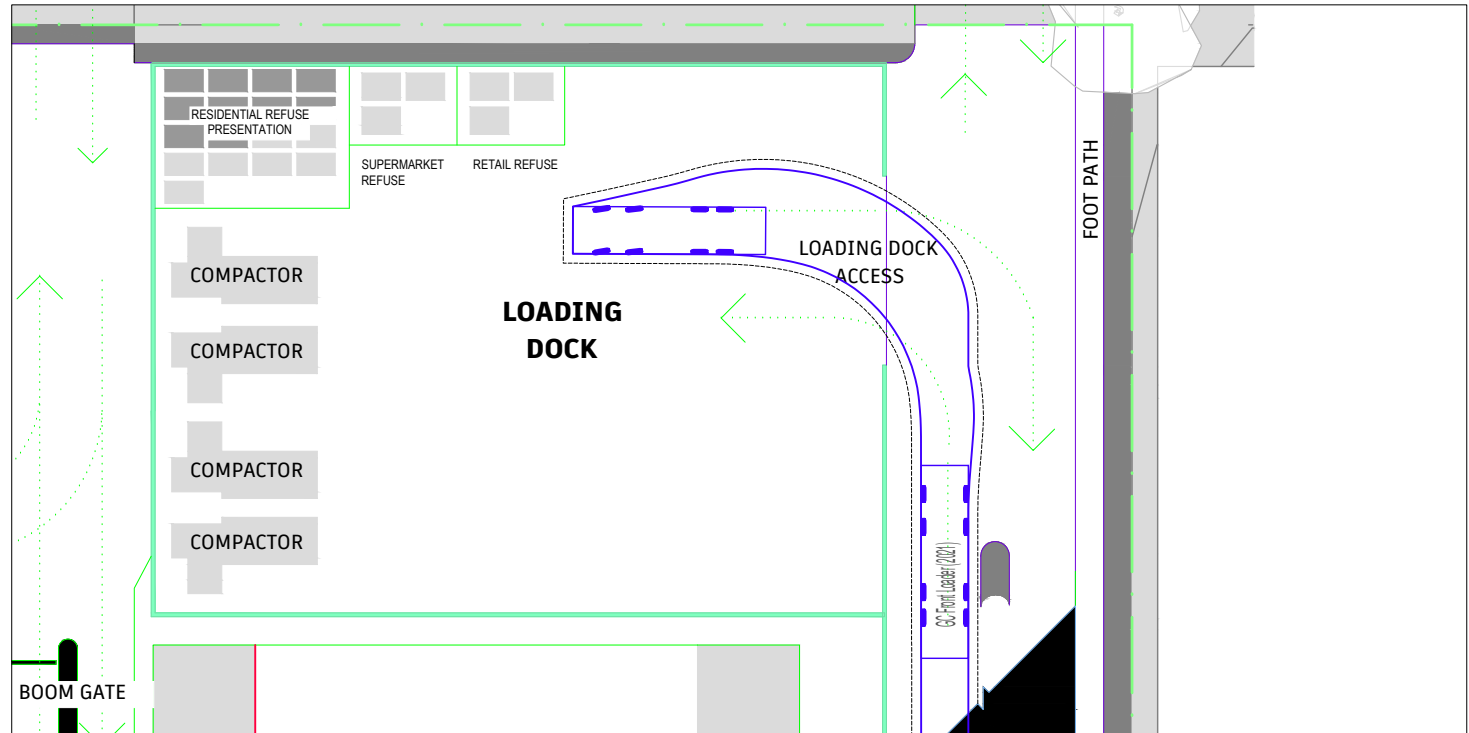 RESIDENTIAL REFUSE
PRESENTATION
SUPERMARKET
REFUSE
RETAIL REFUSE
FOOT PATH
LOADING DOCK
ACCESS
COMPACTOR
LOADING
DOCK
COMPACTOR
COMPACTOR
COMPACTOR
GC Front Loader (2021)
BOOM GATE